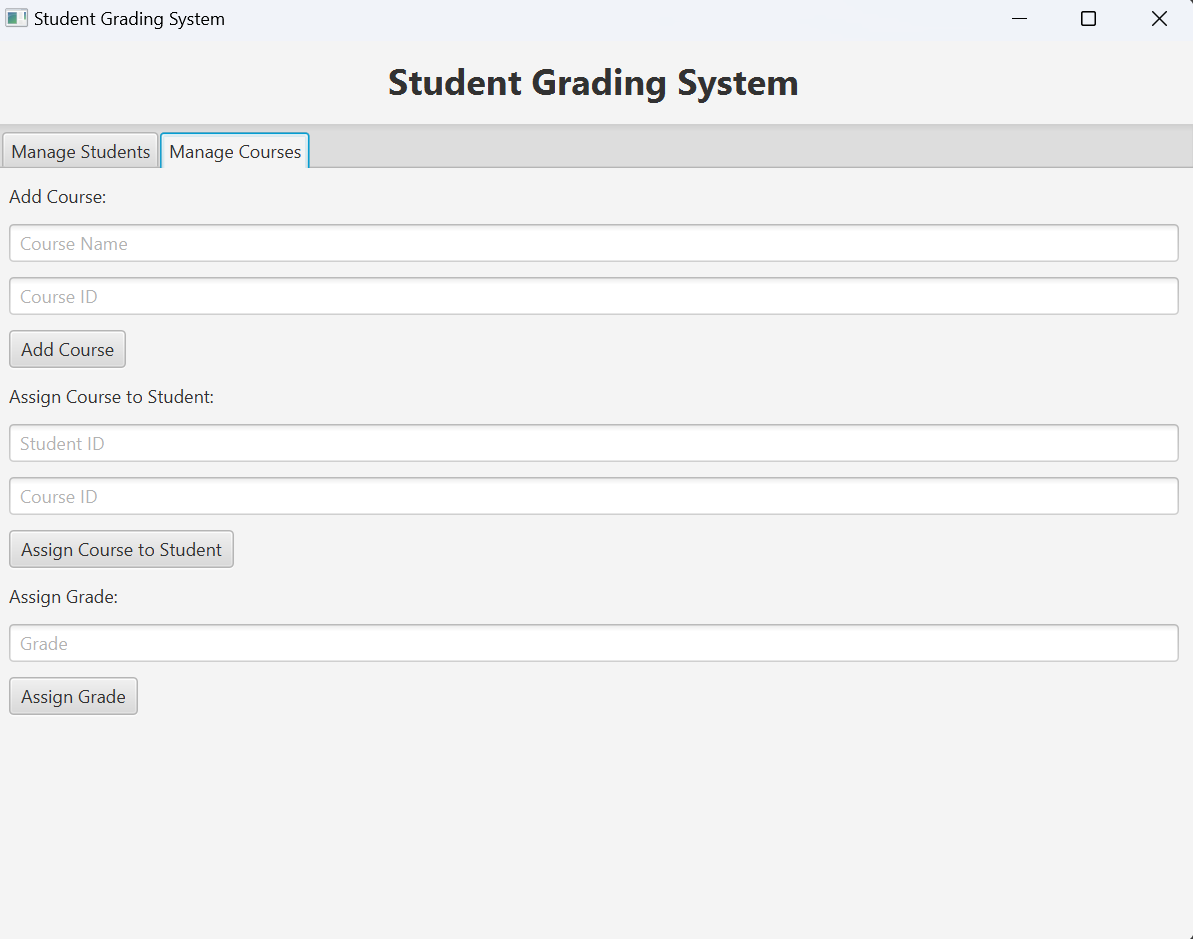 Student Grading System
Student Grading System
Manage Students Manage Courses
Add Course:
Course Name
Course ID
Add Course
Assign Course to Student:
Student ID
Course ID
Assign Course to Student
Assign Grade:
Grade
Assign Grade